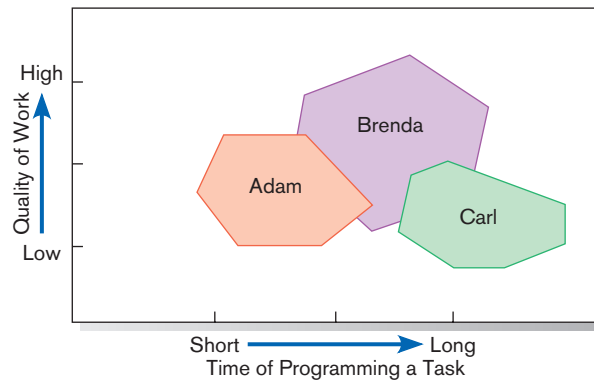 High
Quality of Work
Low
Adam
Brenda
Carl
Short
Long
Time of Programming a Task